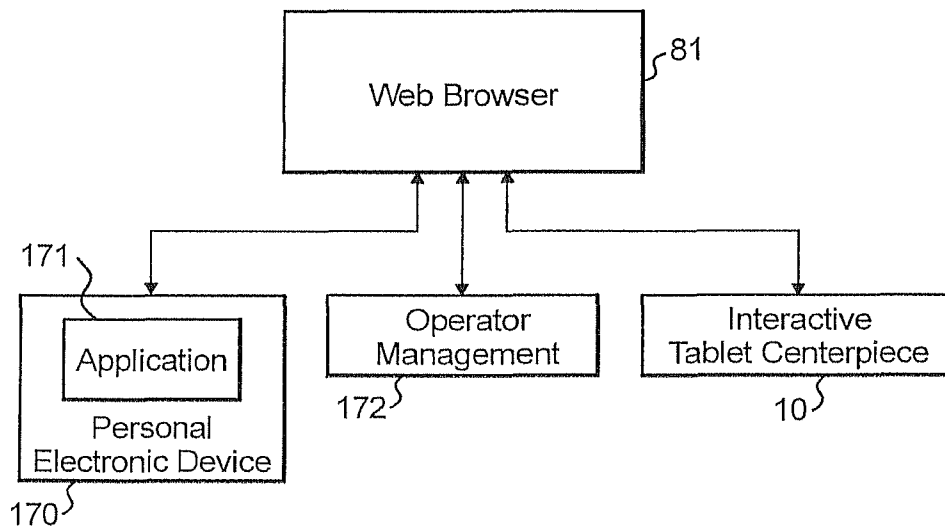 81
Web Browser
171
Application
Personal
Electronic Device
170
Operator
Management
172
Interactive
Tablet Centerpiece
10